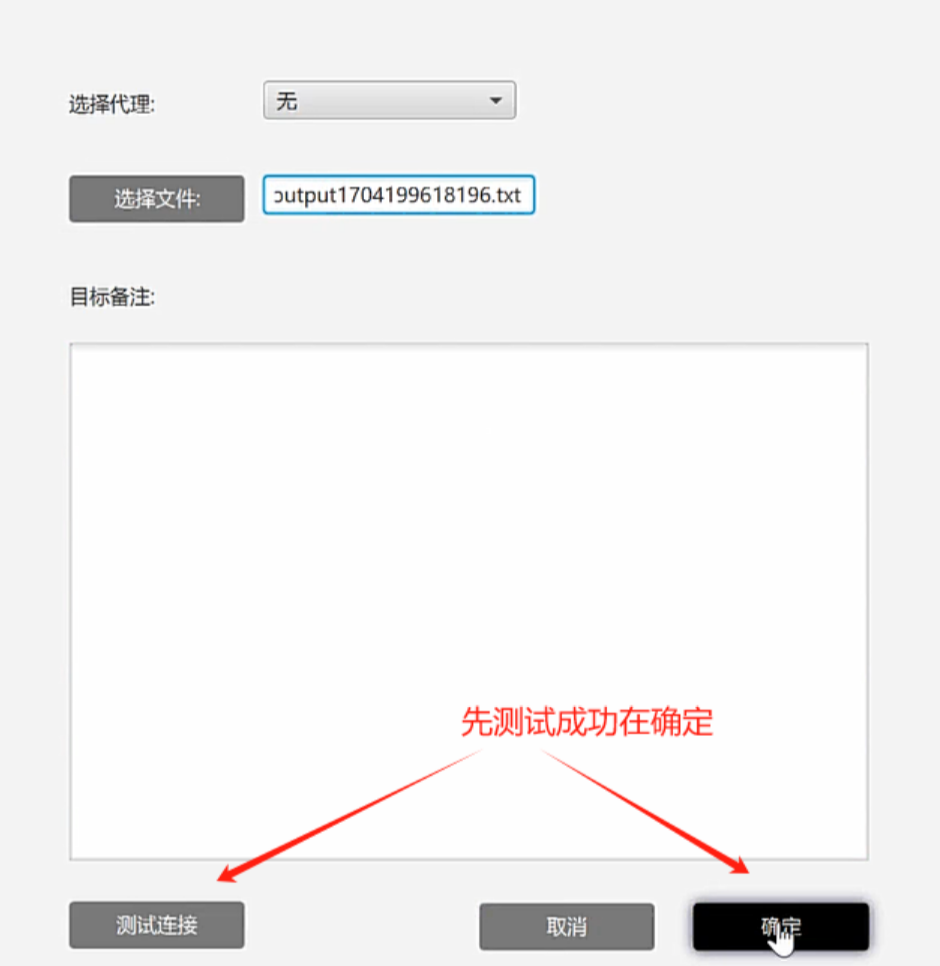 选择代理:
无
选择文件:
output1704199618196.txt
目标备注:
先测试成功在确定
测试连接
取消
确定